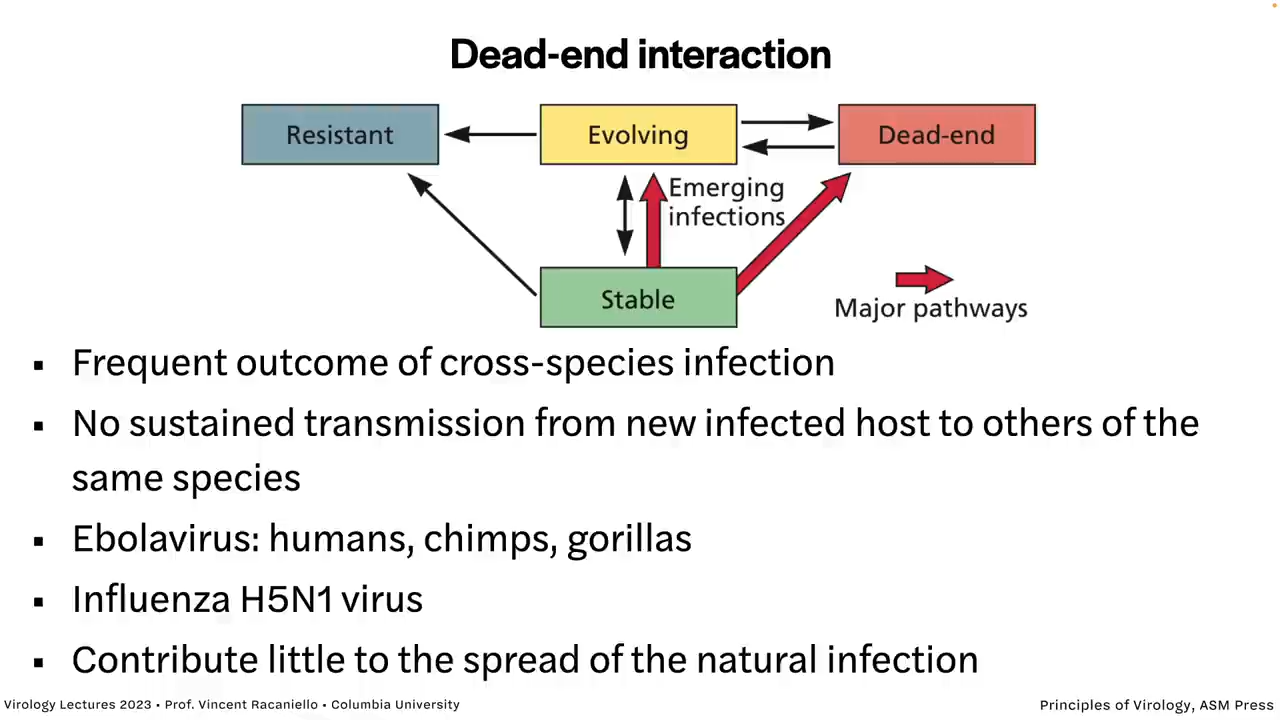 Dead-end interaction
Resistant
Evolving
Dead-end
Emerging
infections
Stable
Major pathways
▪ Frequent outcome of cross-species infection
▪ No sustained transmission from new infected host to others of the
same species
▪ Ebolavirus: humans, chimps, gorillas
▪ Influenza H5N1 virus
▪ Contribute little to the spread of the natural infection
Virology Lectures 2023 • Prof. Vincent Racaniello • Columbia University
Principles of Virology, ASM Press